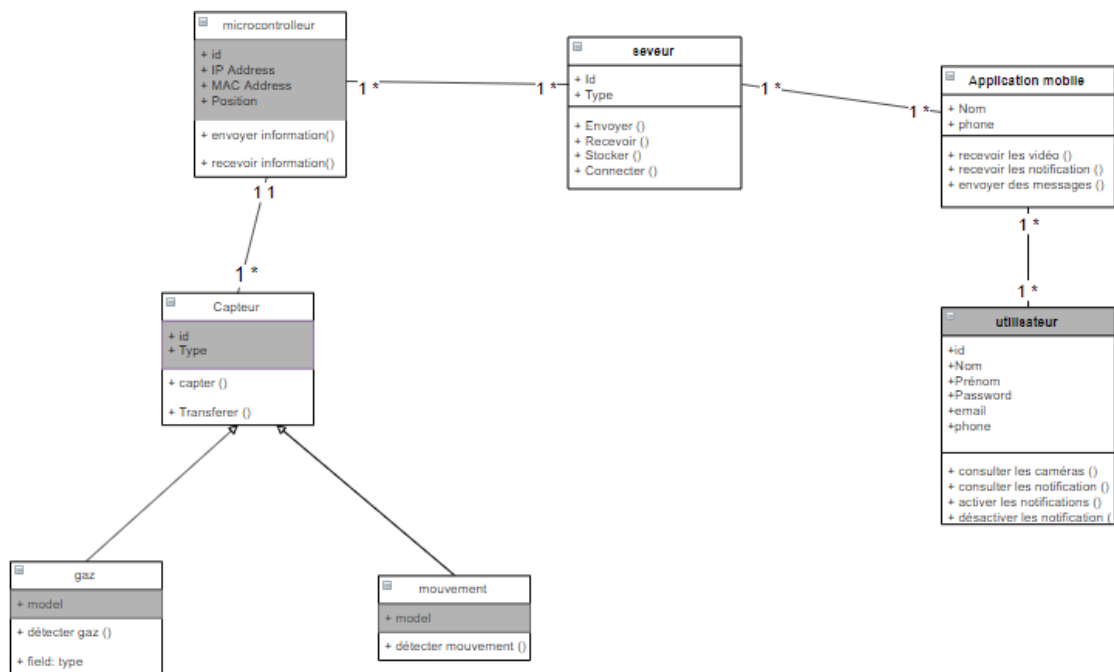 microcontrolleur
+ id
+ IP Address
+ MAC Address
+ Position
+ envoyer information()
+ recevoir information()
1 *
1 *
seveur
+ Id
+ Type
+ Envoyer ()
+ Recevoir ()
+ Stocker ()
+ Connecter ()
1 *
1 *
Application mobile
+ Nom
+ phone
+ recevoir les vidéo ()
+ recevoir les notification ()
+ envoyer des messages ()
1 1
1 *
Capteur
+ id
+ Type
+ capter ()
+ Transferer ()
1 *
1 *
utilisateur
+id
+Nom
+Prénom
+Password
+email
+phone
+ consulter les caméras ()
+ consulter les notification ()
+ activer les notifications ()
+ désactiver les notification (
gaz
+ model
+ détecter gaz ()
+ field: type
mouvement
+ model
+ détecter mouvement ()